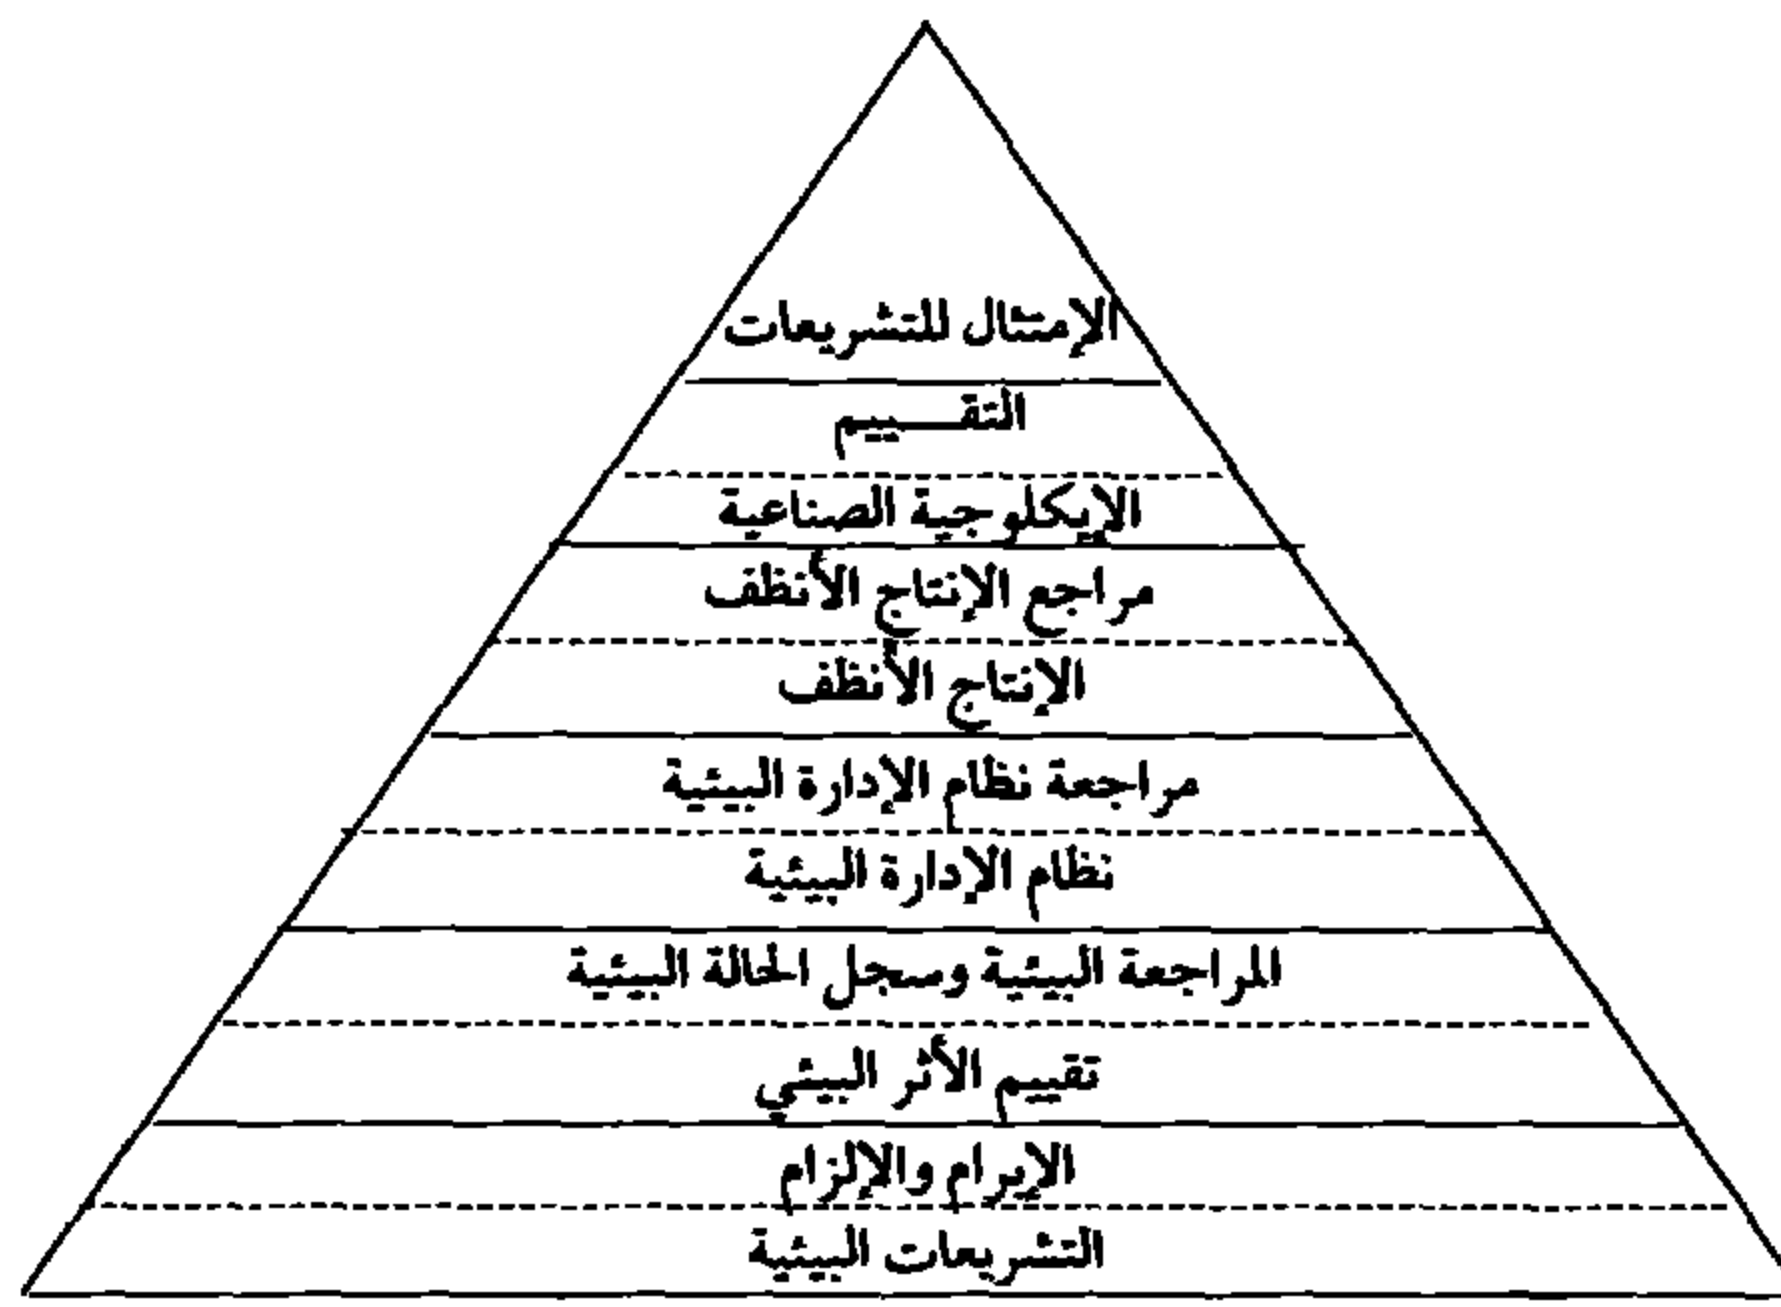 الإمتثال للتشريعات
التقـــــييم
الإيكلوجية الصناعية
مراجع الإنتاج الأنظف
الإنتاج الأنظف
مراجعة نظام الإدارة البيئية
نظام الإدارة البيئية
المراجعة البيئية وسجل الحالة البيئية
تقييم الأثر البيئي
الإبرام والإلزام
التشريعات البيئية